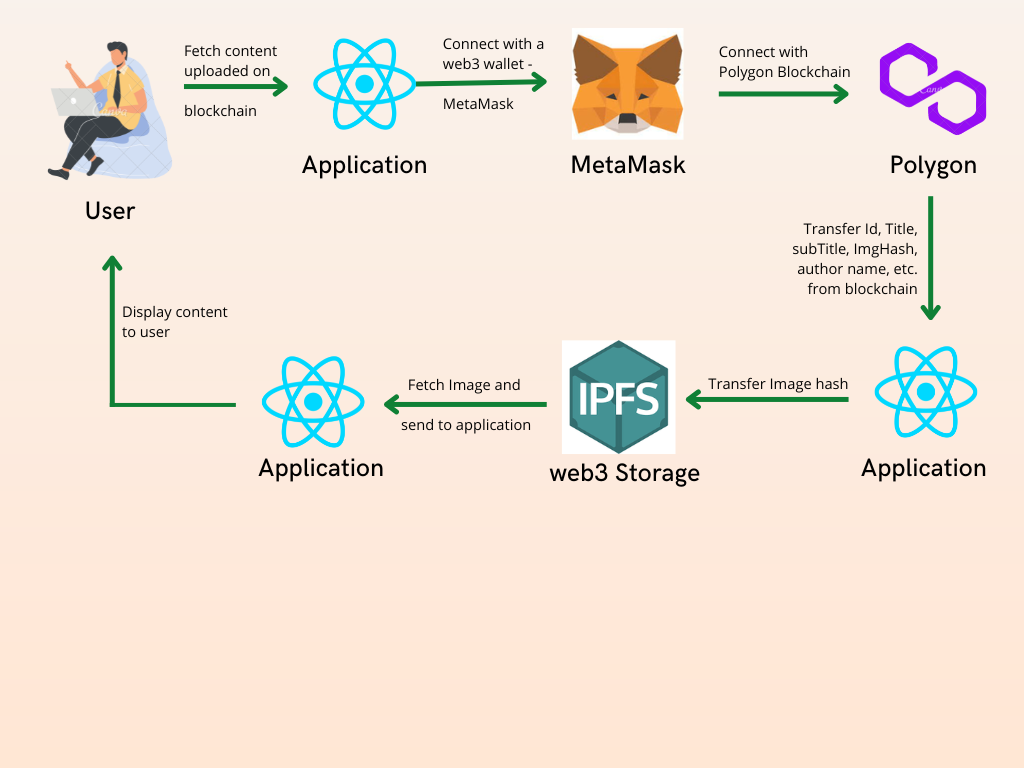 Fetch content
uploaded on
blockchain
Connect with a
web3 wallet -
MetaMask
Connect with
Polygon Blockchain
Application
MetaMask
Polygon
User
Transfer Id, Title,
subTitle, ImgHash,
author name, etc.
from blockchain
Display content
to user
Fetch Image and
send to application
IPFS
Transfer Image hash
Application
web3 Storage
Application